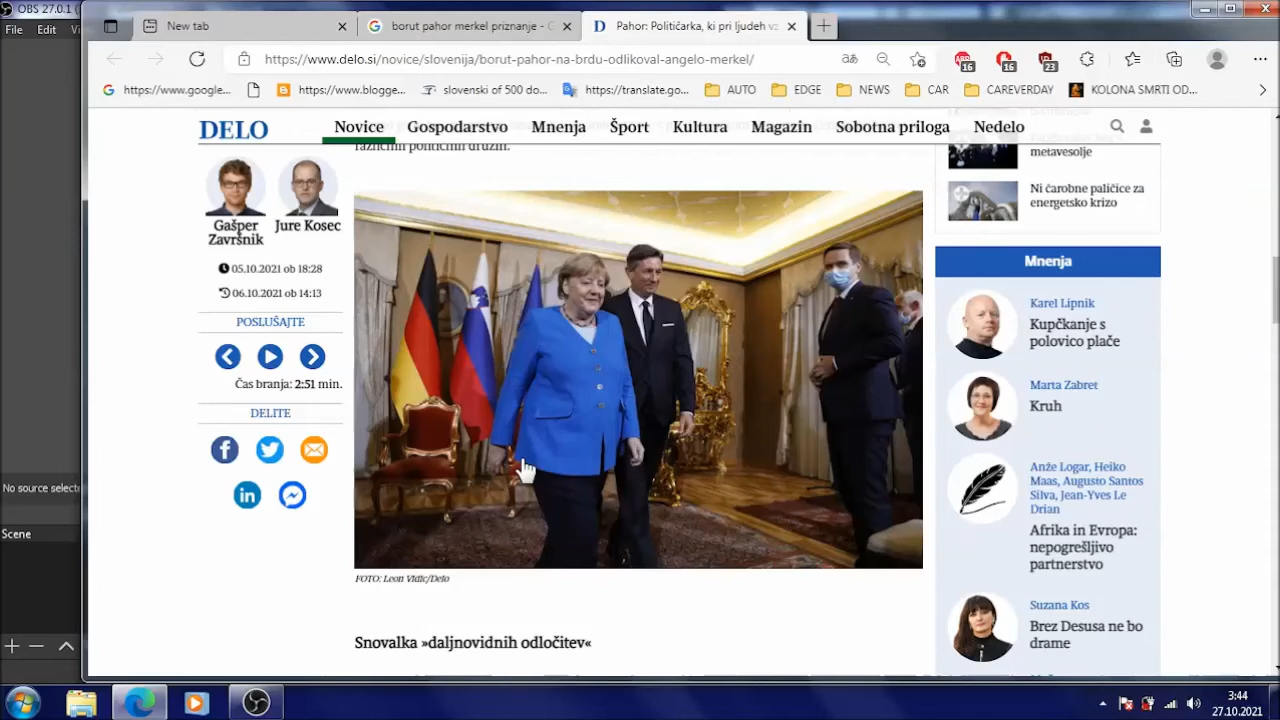 OBS 27.0.1
File Edit
New tab
borut pahor merkel priznanje -
Pahor: Političarka, ki pri ljudeh
https://www.delo.si/novice/slovenija/borut-pahor-na-brdu-odlikoval-angelo-merkel/
16 16 23
https://www.google... https://www.blogge... slovenski of 500 do... https://translate.go... AUTO EDGE NEWS CAR CAREVERDAY KOLONA SMRTI OD...
DELO Novice Gospodarstvo Mnenja Šport Kultura Magazin Sobotna priloga Nedelo
različnih političnih družin.
Gašper
Završnik
Jure Kosec
05.10.2021 ob 18:28
06.10.2021 ob 14:13
POSLUŠAJTE
Čas branja: 2:51 min.
DELITE
FOTO: Leon Vidic/Delo
Snovalka »daljnovidnih odločitev«
metavesolje
Ni čarobne paličice za
energetsko krizo
Mnenja
Karel Lipnik
Kupčkanje s
polovico plače
Marta Zabret
Kruh
Anže Logar, Heiko
Maas, Augusto Santos
Silva, Jean-Yves Le
Drian
Afrika in Evropa:
nepogrešljivo
partnerstvo
Suzana Kos
Brez Desusa ne bo
drame
No source selecte
Scene
3:44
27.10.2021